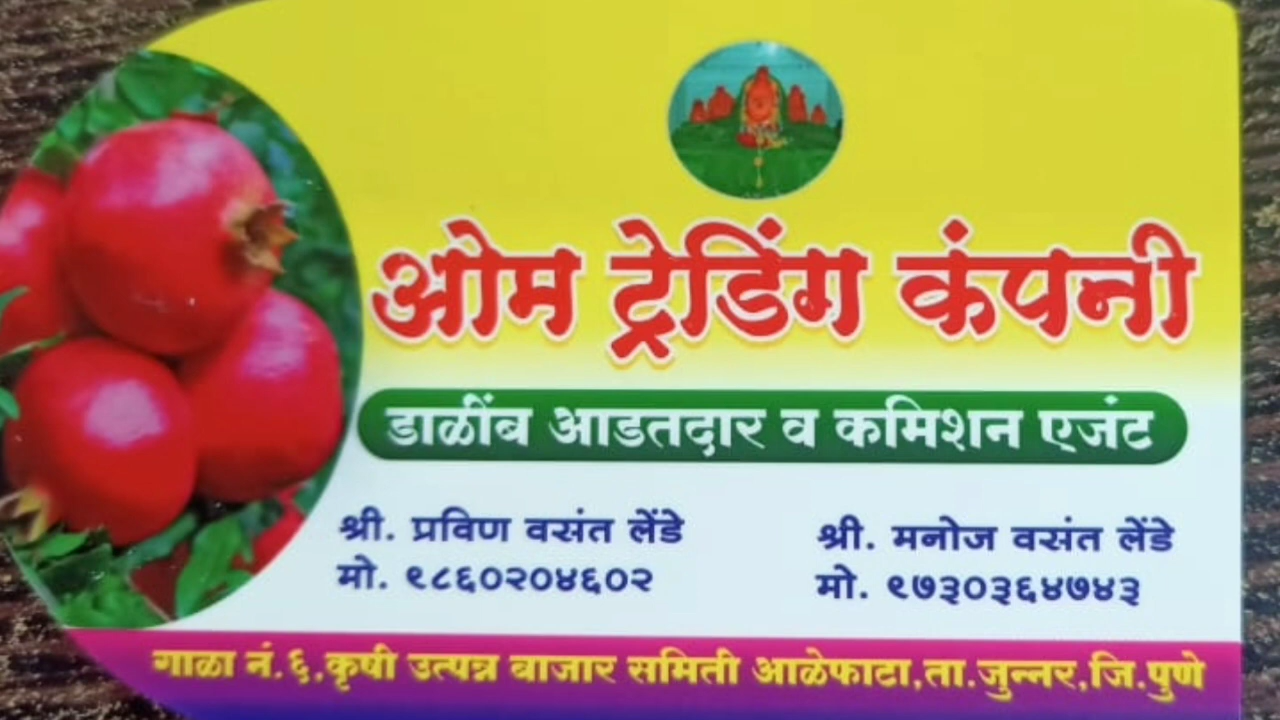 ओम ट्रेडिंग कंपनी
डाळींब आडतदार व कमिशन एजंट
श्री. प्रविण वसंत लेंडे
मो. ९८६०२०४६०२
श्री. मनोज वसंत लेंडे
मो. ९७३०३६४७४३
गाळा नं.६,कृषी उत्पन्न बाजार समिती आळेफाटा,ता.जुन्नर,जि.पुणे